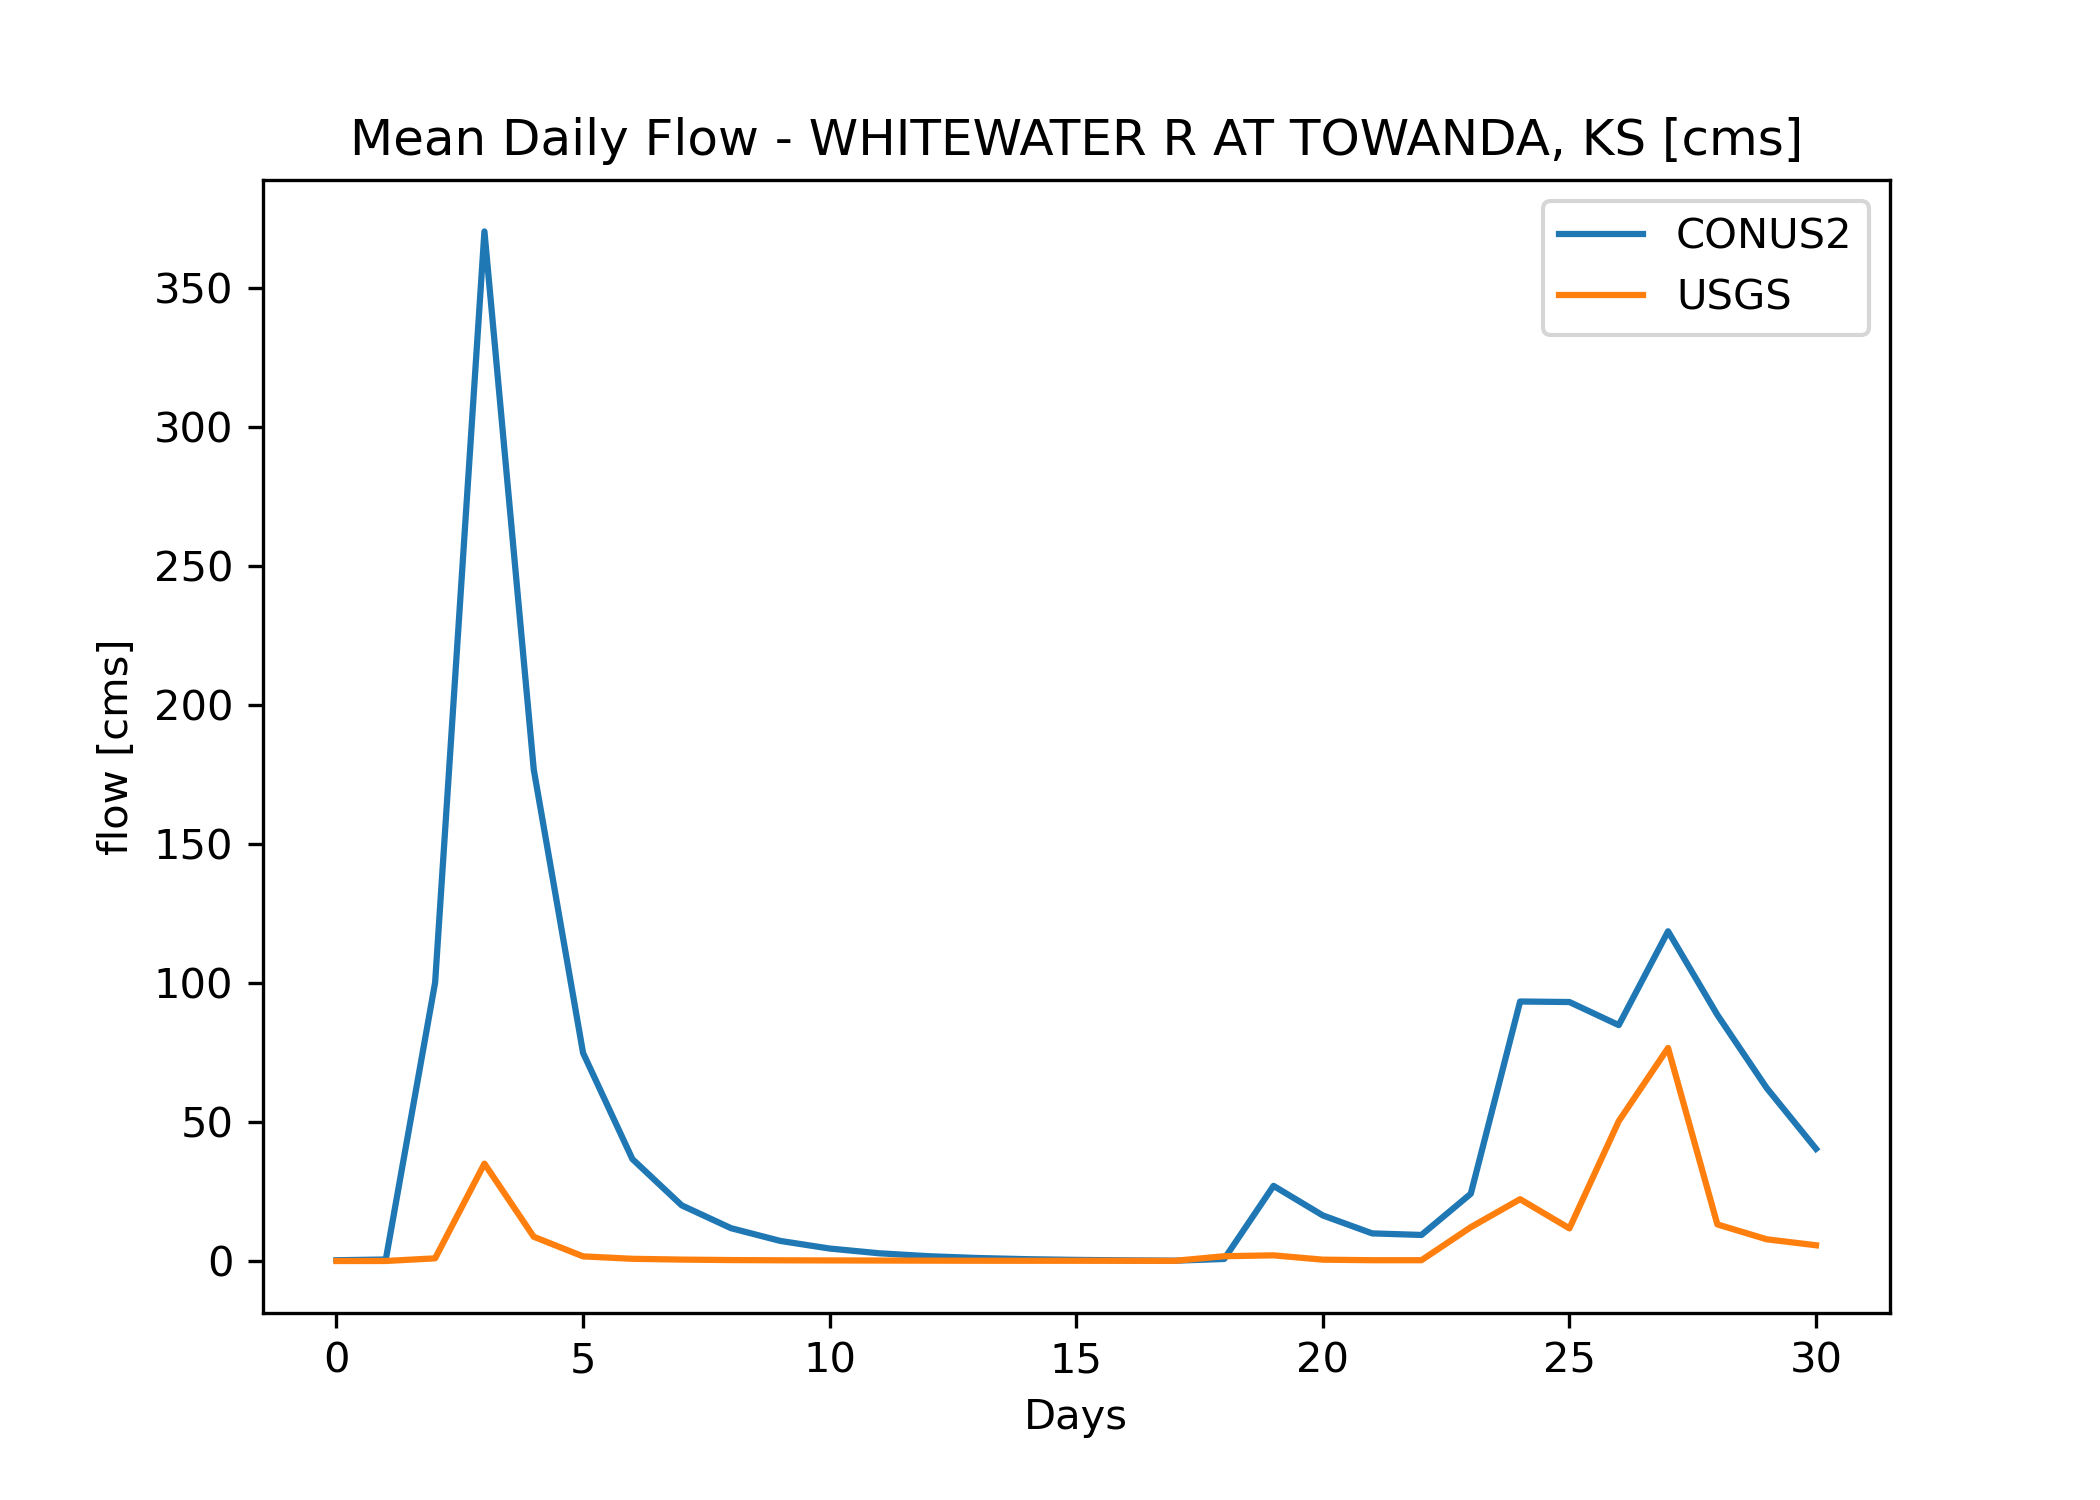 Mean Daily Flow - WHITEWATER R AT TOWANDA, KS [cms]
CONUS2
USGS
flow [cms]
350
300
250
200
150
100
50
0
0 5 10 15 20 25 30
Days